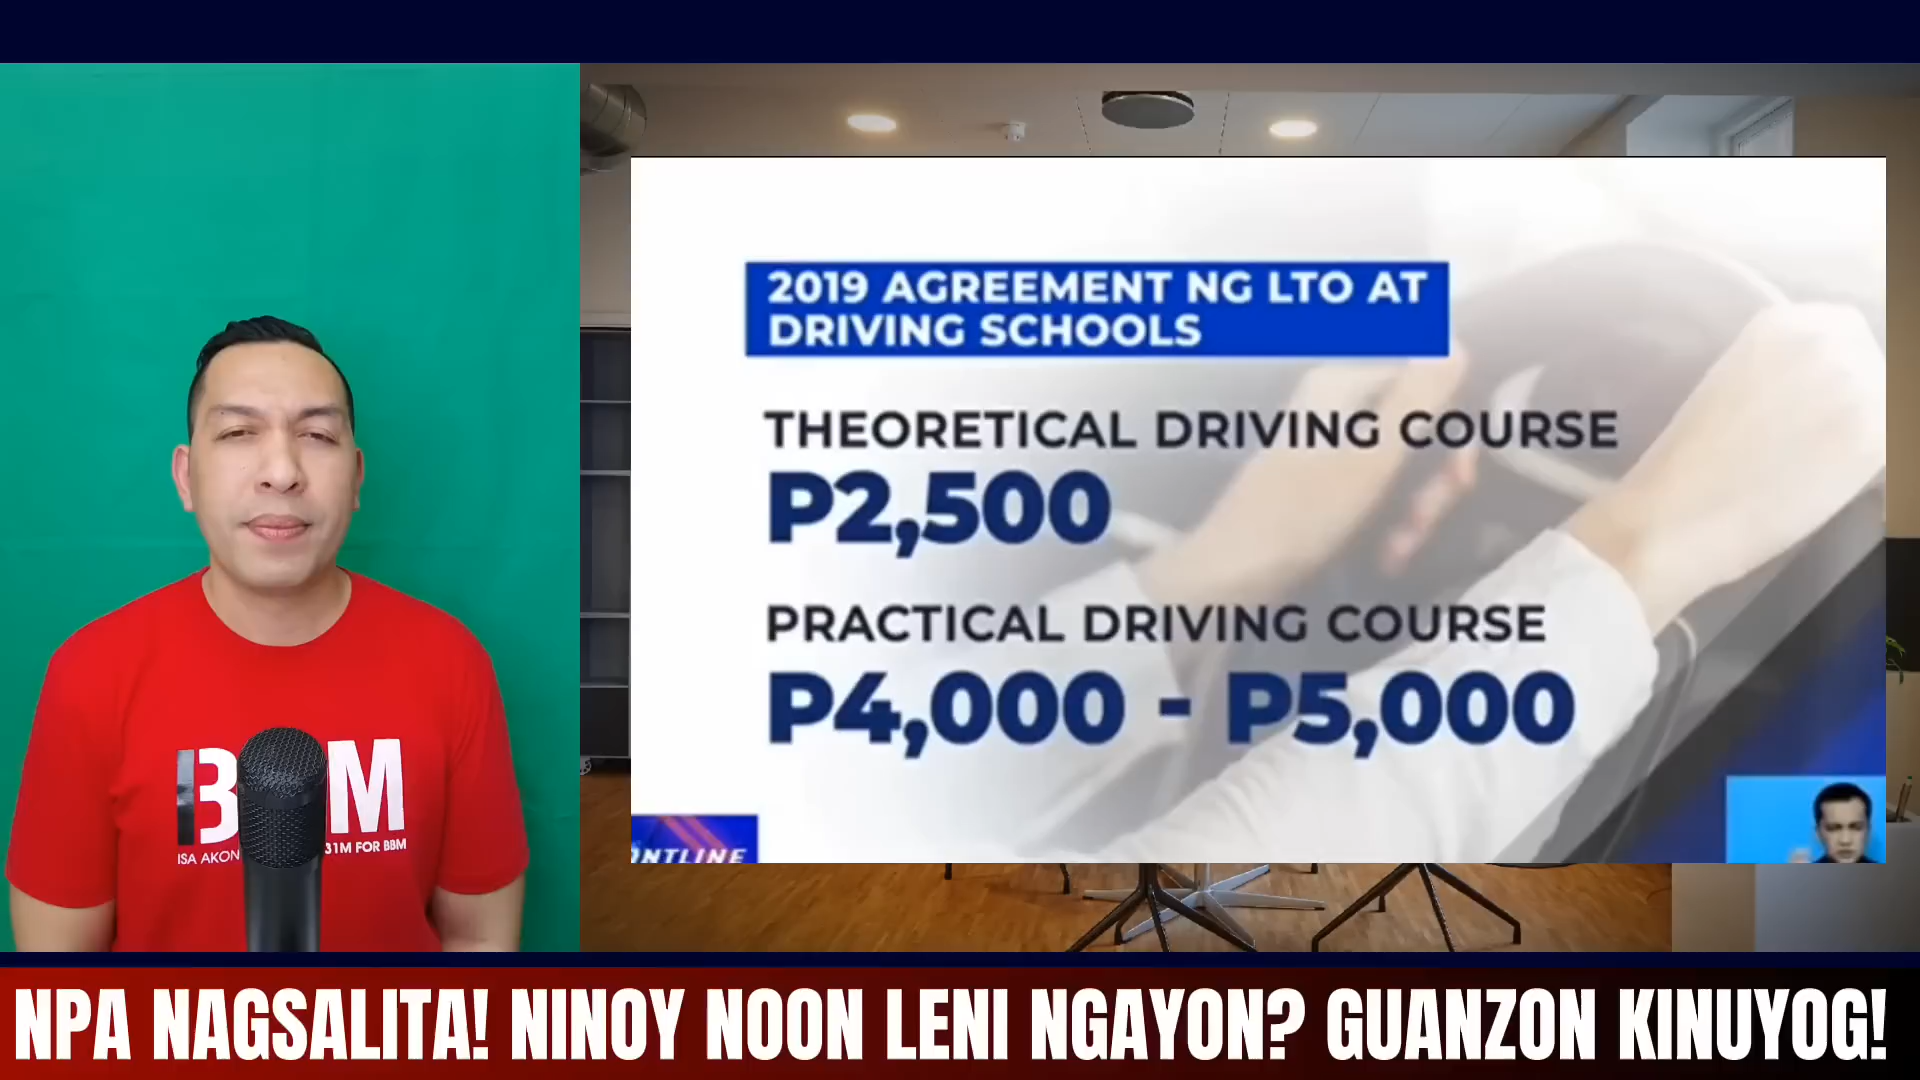 2019 AGREEMENT NG LTO AT
DRIVING SCHOOLS
THEORETICAL DRIVING COURSE
P2,500
PRACTICAL DRIVING COURSE
P4,000 - P5,000
ONTLINE
M
ISA AKON
31M FOR BBM
NPA NAGSALITA! NINOY NOON LENI NGAYON? GUANZON KINUYOG!